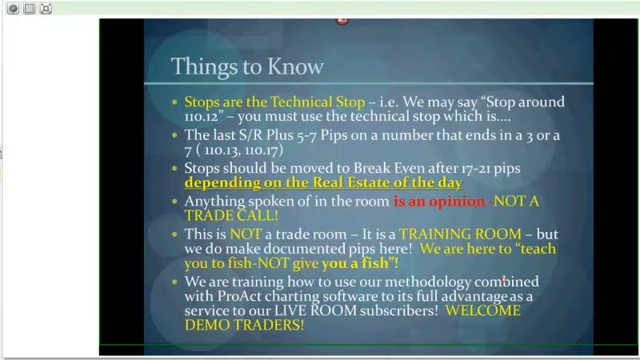 Things to Know
Stops are the Technical Stop – i.e. We may say "Stop around
110.12" – you must use the technical stop which is….
The last S/R Plus 5-7 Pips on a number that ends in a 3 or a
7 ( 110.13, 110.17)
Stops should be moved to Break Even after 17-21 pips
depending on the Real Estate of the day
Anything spoken of in the room is an opinion -NOT A
TRADE CALL!
This is NOT a trade room – It is a TRAINING ROOM – but
we do make documented pips here! We are here to "teach
you to fish-NOT give you a fish"!
We are training how to use our methodology combined
with ProAct charting software to its full advantage as a
service to our LIVE ROOM subscribers! WELCOME
DEMO TRADERS!